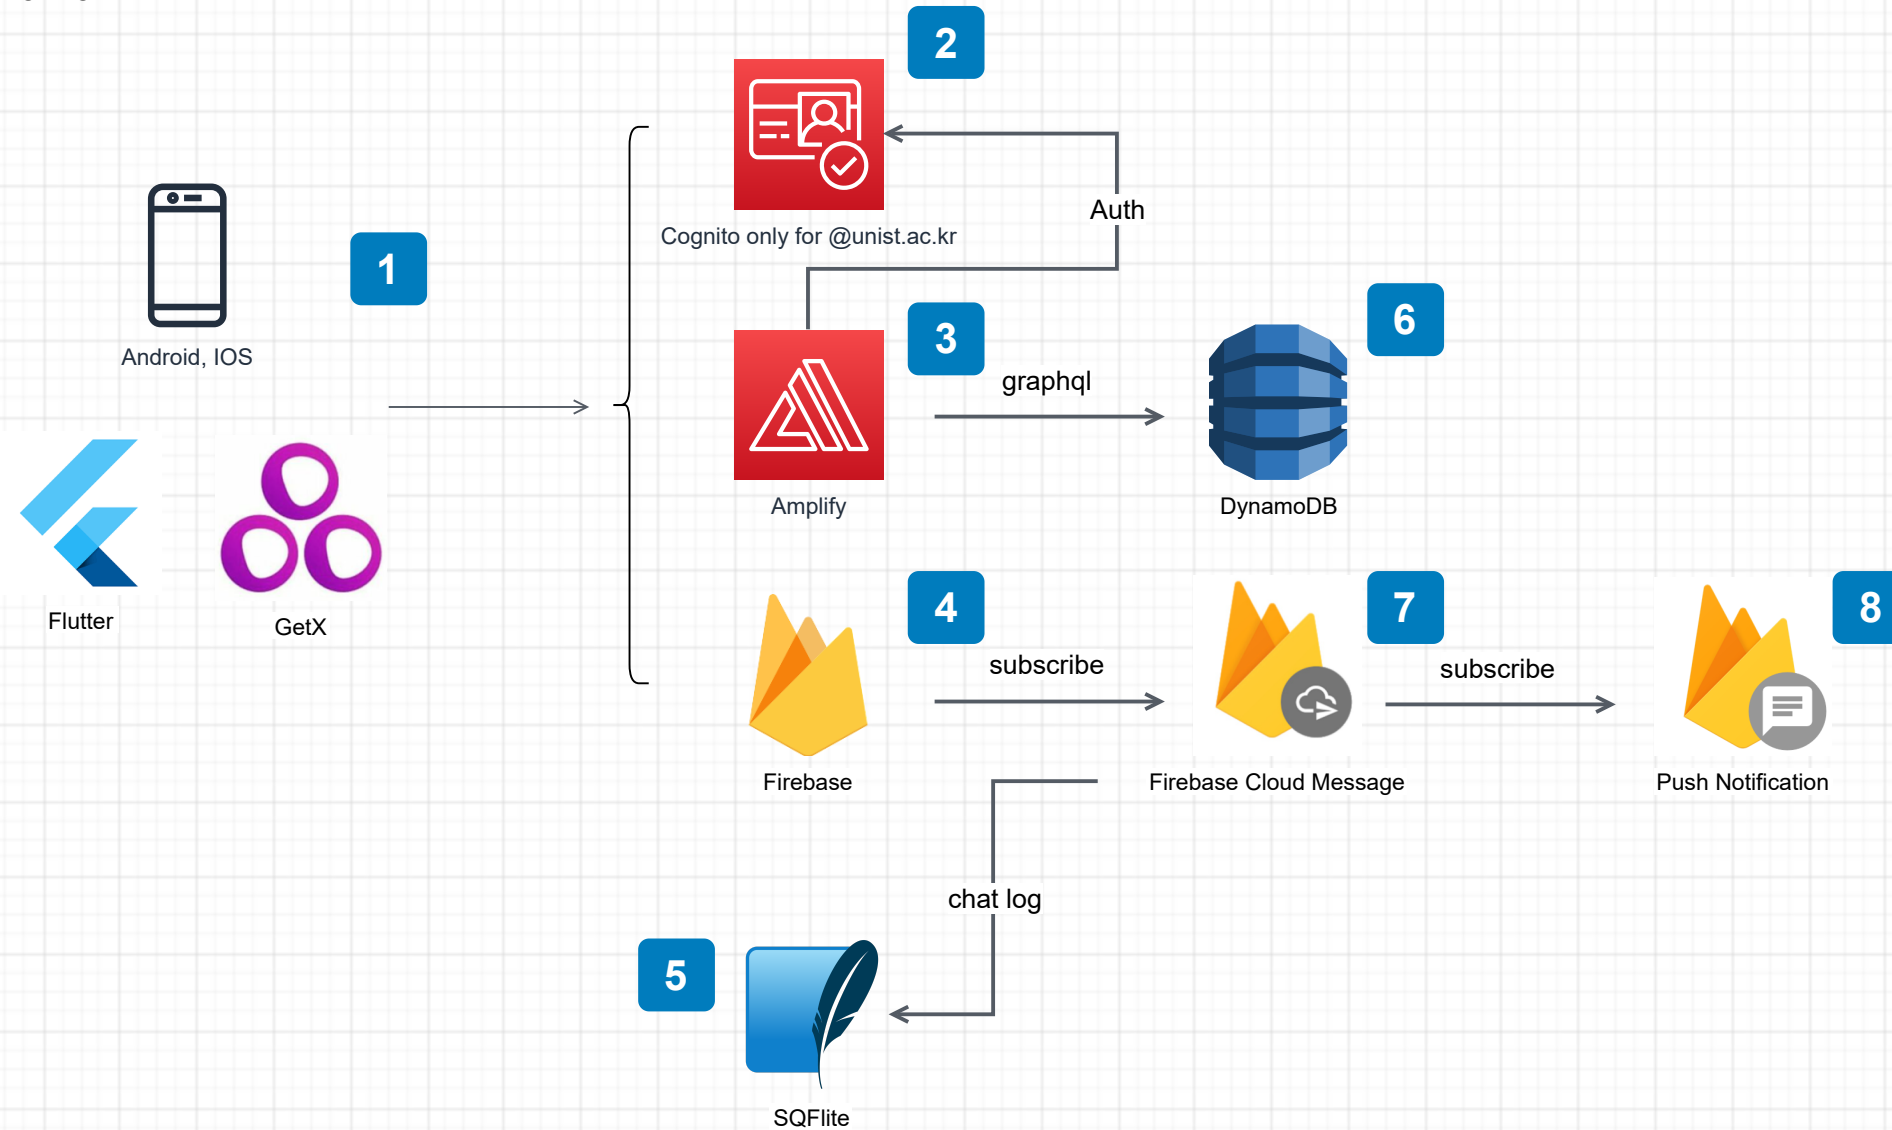 2
Cognito only for @unist.ac.kr
Auth
1
Android, IOS
3
graphql
6
Amplify
DynamoDB
Flutter
GetX
4
subscribe
7
subscribe
8
Firebase
Firebase Cloud Message
Push Notification
chat log
5
SQFlite